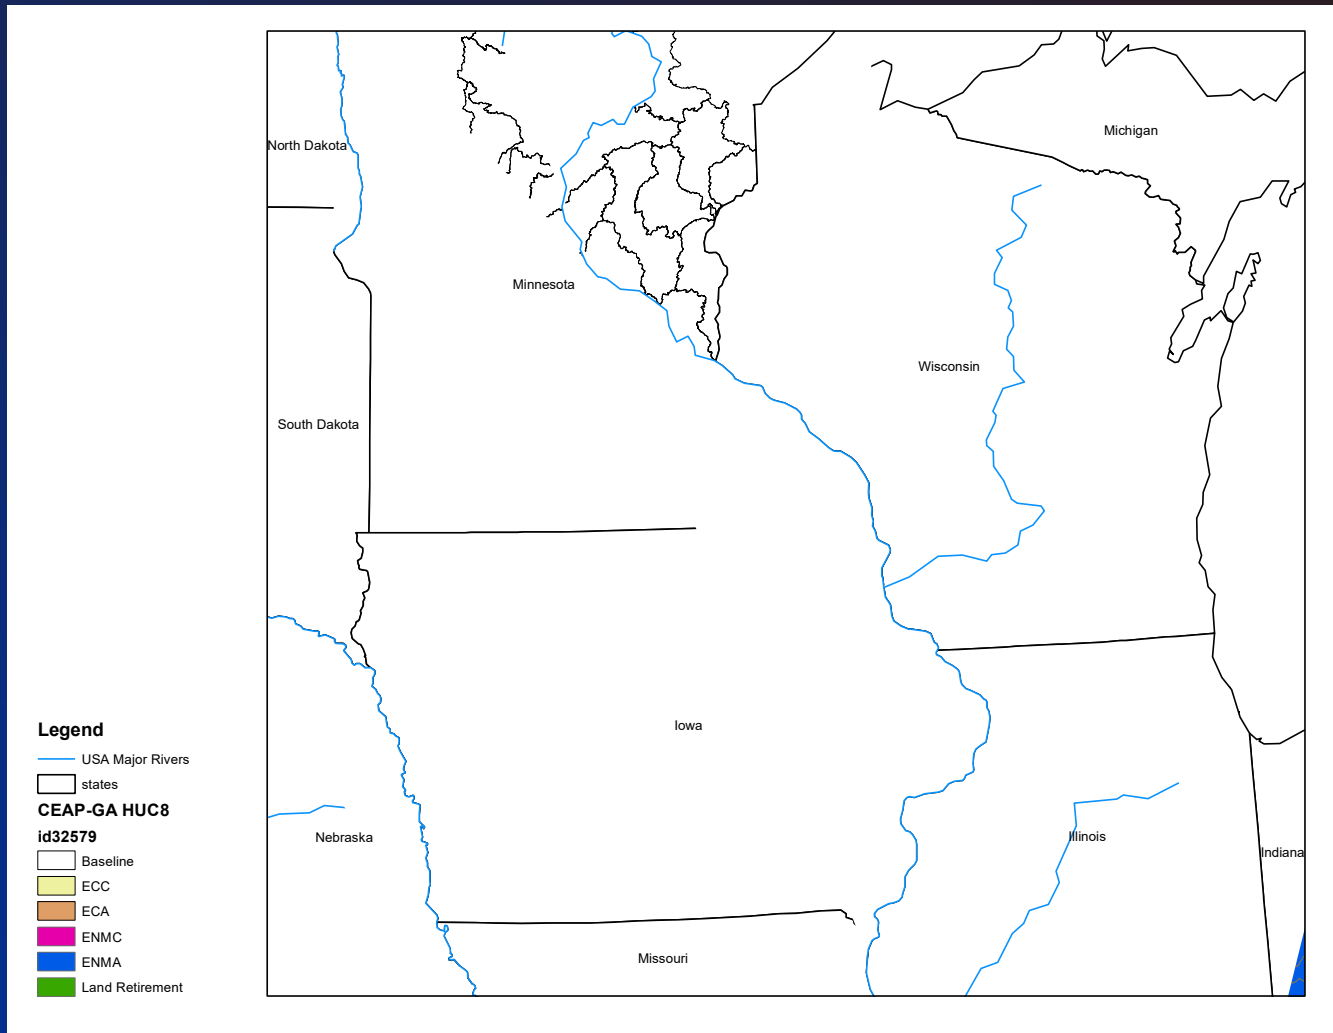 North Dakota
Michigan
Minnesota
Wisconsin
South Dakota
Iowa
Nebraska
Illinois
Indiana
Missouri
Legend
USA Major Rivers
states
CEAP-GA HUC8
id32579
Baseline
ECC
ECA
ENMC
ENMA
Land Retirement